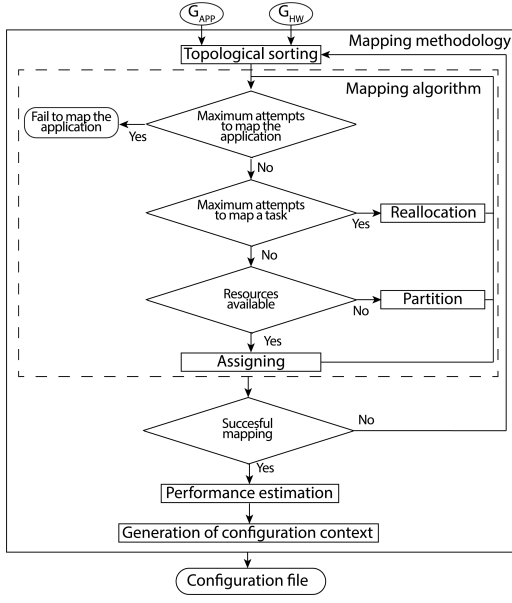 G APP
G HW
Mapping methodology
Topological sorting
Mapping algorithm
Maximum attempts
to map the
application
Fail to map the
application
Yes
No
Maximum attempts
to map a task
Yes
Reallocation
No
Resources
available
No
Partition
Yes
Assigning
Succesful
mapping
No
Yes
Performance estimation
Generation of configuration context
Configuration file